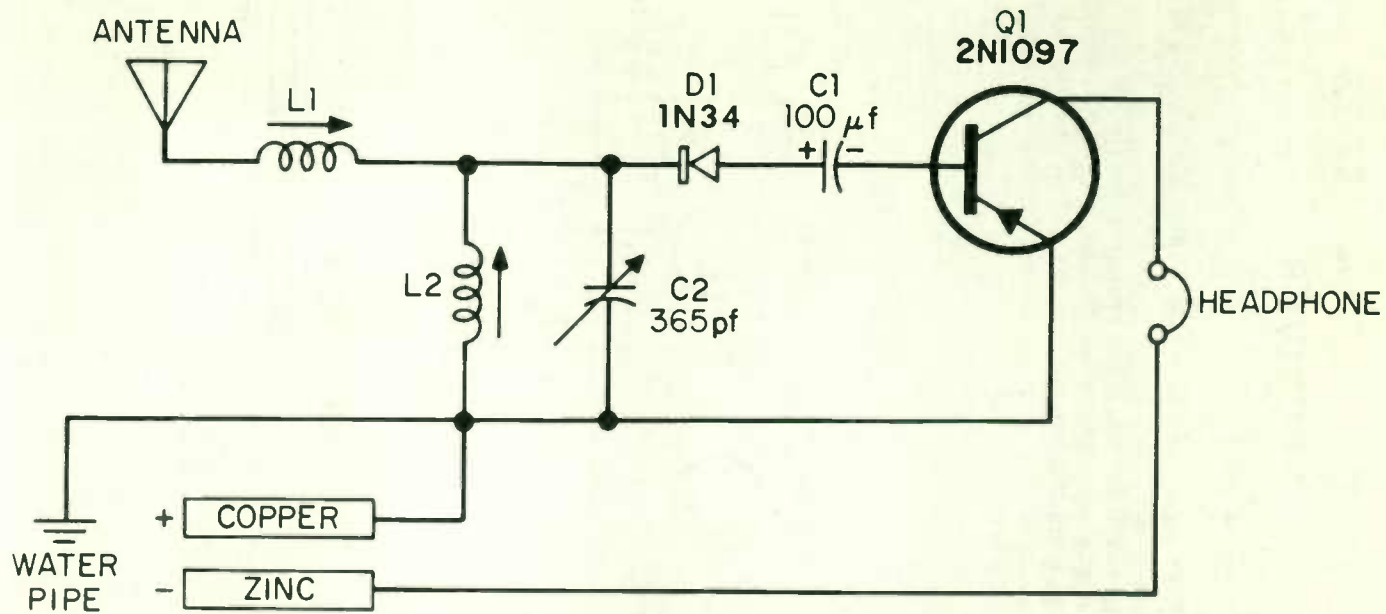 ANTENNA
L1
D1
1N34
C1
100 μf
+ -
Q1
2N1097
L2
C2
365pf
HEADPHONE
+ COPPER
- ZINC
WATER
PIPE